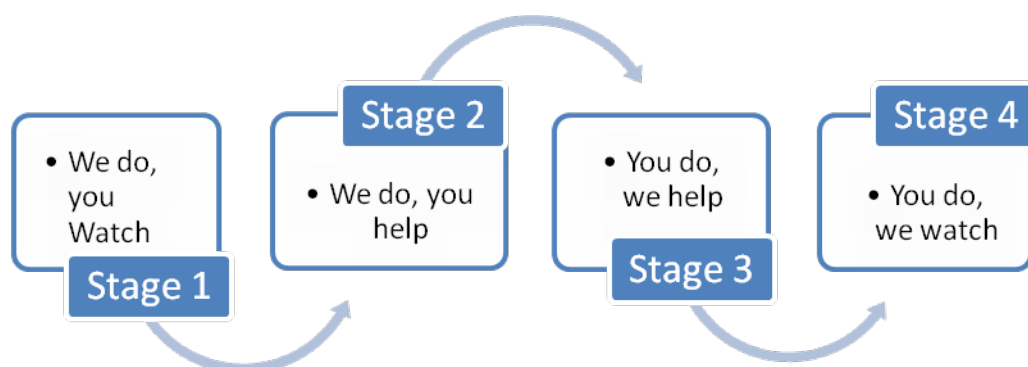 • We do,
you
Watch
Stage 1
Stage 2
• We do, you
help
• You do,
we help
Stage 3
Stage 4
• You do,
we watch